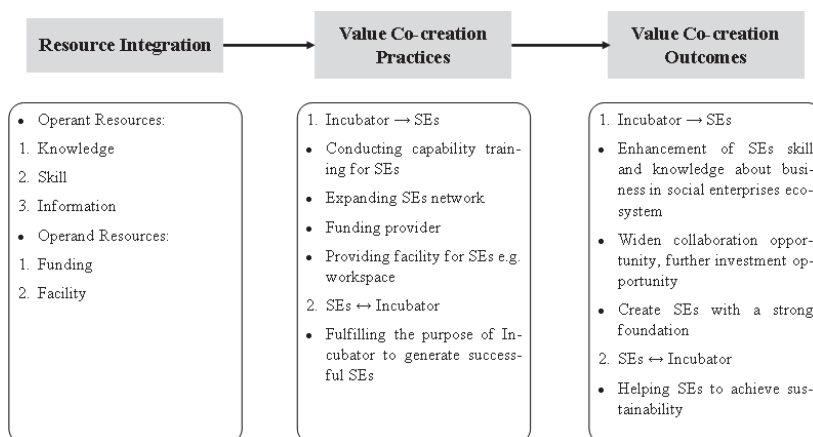 Resource Integration
Value Co-creation
Practices
Value Co-creation
Outcomes
• Operant Resources:
1. Knowledge
2. Skill
3. Information
• Operand Resources:
1. Funding
2. Facility
1. Incubator → SEs
• Conducting capability train-
ing for SEs
• Expanding SEs network
• Funding provider
• Providing facility for SEs e.g.
workspace
2. SEs ↔ Incubator
• Fulfilling the purpose of In-
cubator to generate success-
ful SEs
1. Incubator → SEs
• Enhancement of SEs skill
and knowledge about busi-
ness in social enterprises eco-
system
• Widen collaboration oppor-
tunity, further investment op-
portunity
• Create SEs with a strong
foundation
2. SEs ↔ Incubator
• Helping SEs to achieve sus-
tainability